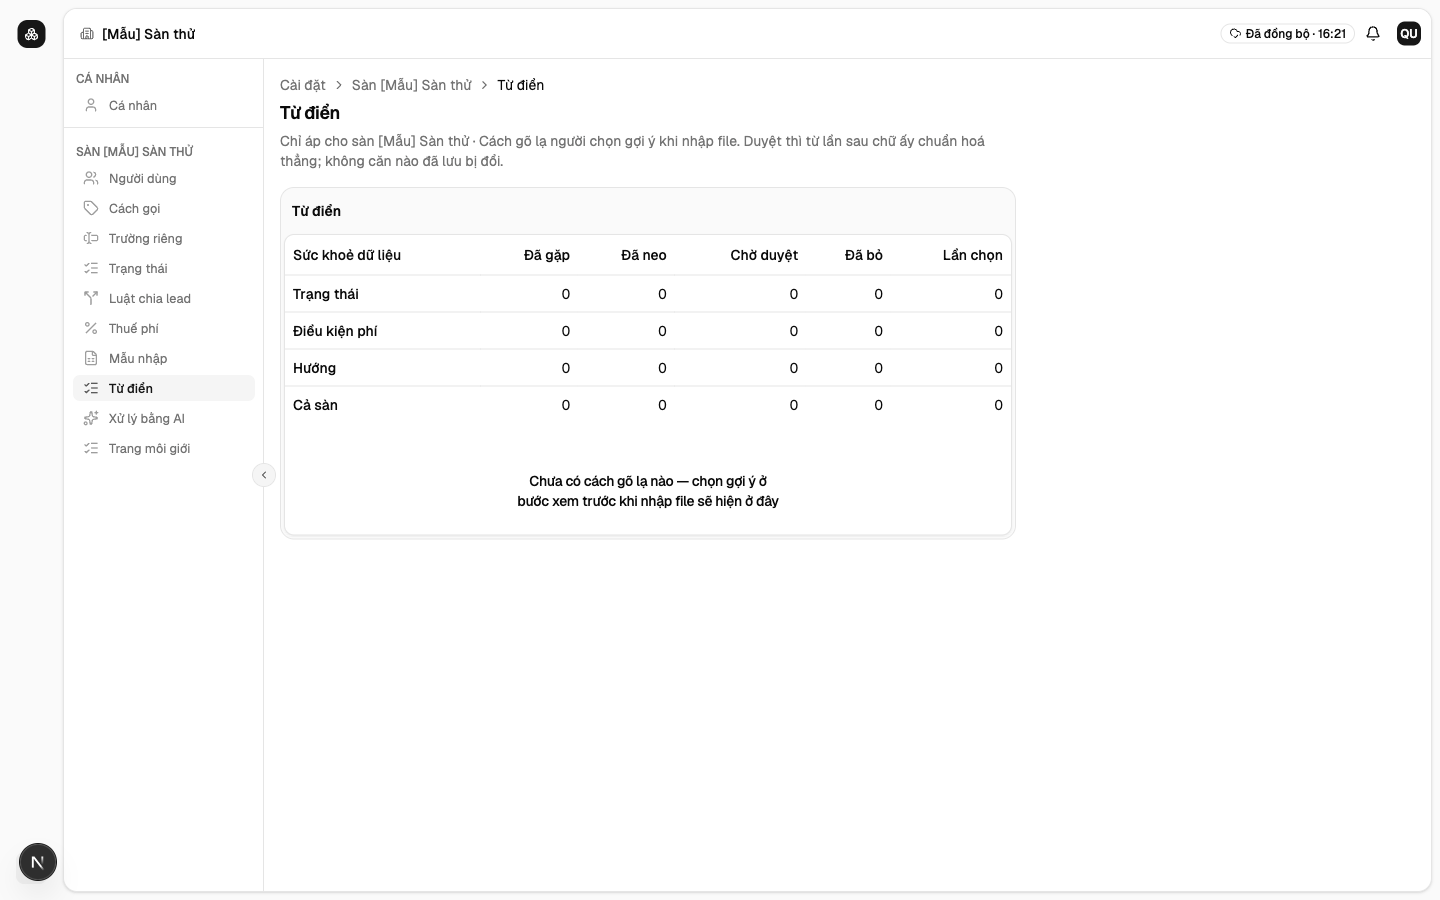 [Mẫu] Sàn thử
Đã đồng bộ · 16:21
QU
CÁ NHÂN
Cá nhân
SÀN [MẪU] SÀN THỬ
Người dùng
Cách gọi
Trường riêng
Trạng thái
Luật chia lead
Thuế phí
Mẫu nhập
Từ điển
Xử lý bằng AI
Trang môi giới
Cài đặt > Sàn [Mẫu] Sàn thử > Từ điển
Từ điển
Chỉ áp cho sàn [Mẫu] Sàn thử · Cách gõ lạ người chọn gợi ý khi nhập file. Duyệt thì từ lần sau chữ ấy chuẩn hoá
thẳng; không căn nào đã lưu bị đổi.
Từ điển
Sức khoẻ dữ liệu Đã gặp Đã neo Chờ duyệt Đã bỏ Lần chọn
Trạng thái 0 0 0 0 0
Điều kiện phí 0 0 0 0 0
Hướng 0 0 0 0 0
Cả sàn 0 0 0 0 0
Chưa có cách gõ lạ nào — chọn gợi ý ở
bước xem trước khi nhập file sẽ hiện ở đây
N